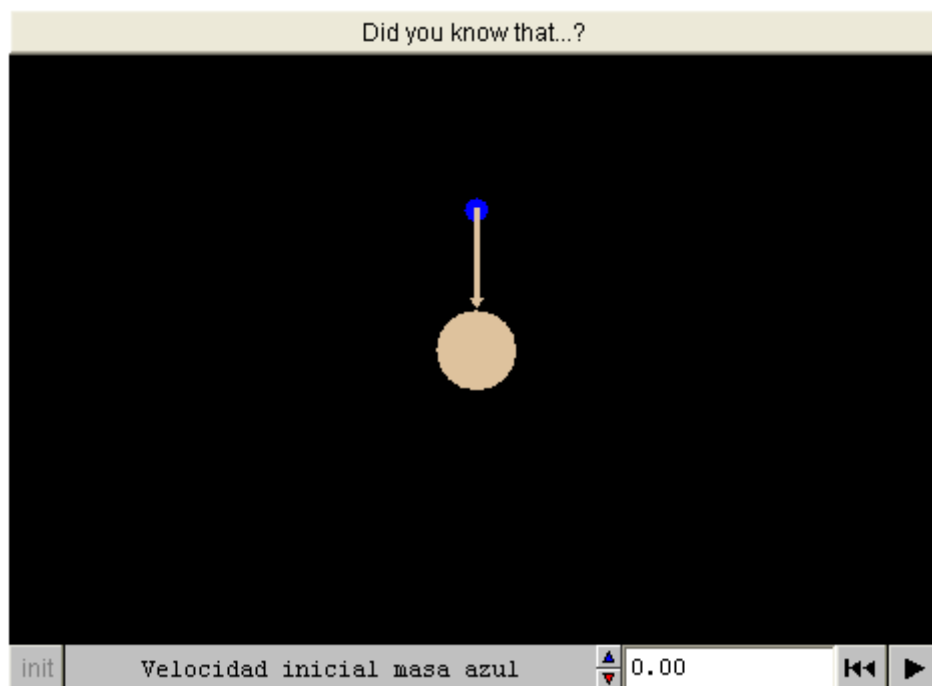 Did you know that...?
init Velocidad inicial masa azul 0.00